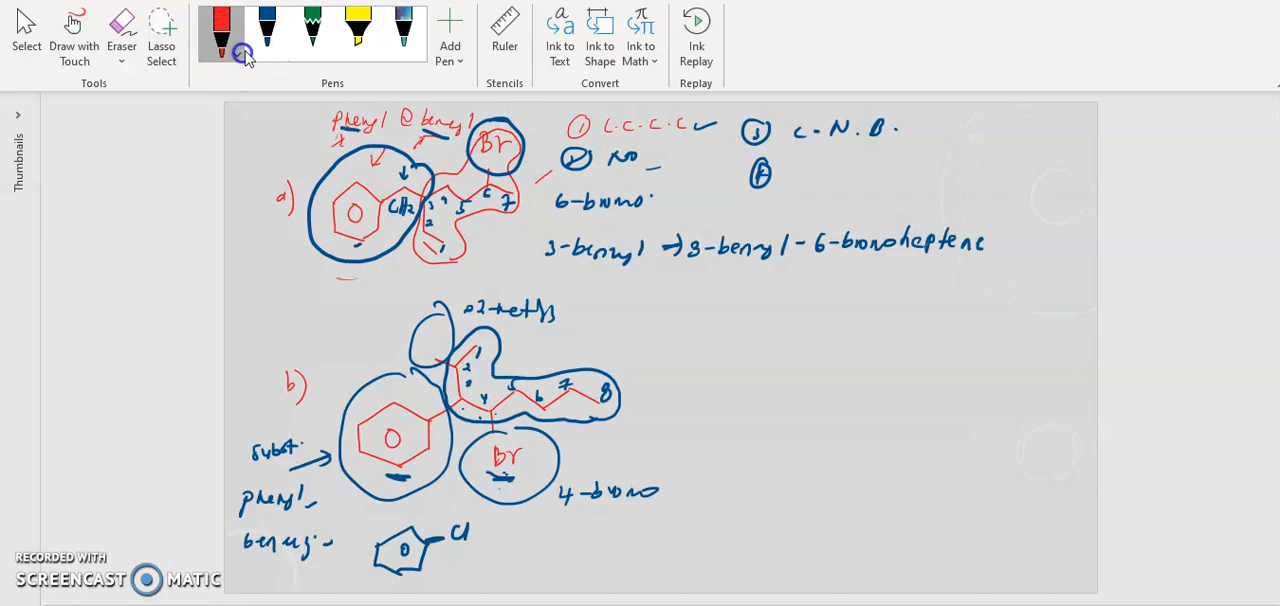 Select
Draw with Touch
Eraser
Lasso Select
Add Pen
Ruler
Ink to Text
Ink to Shape
Ink to Math
Ink Replay
Tools
Pens
Stencils
Convert
Replay
Thumbnails
phenyl @ benzyl
Br
① L.C.C.C ✓
③ C-N.B.
② no
a)
CH2
1 2 3 4 5 6 7
6-bromo.
3-benzyl → 3-benzyl-6-bromoheptene
2-methyl
b)
1 2 3 4 5 6 7 8
Br
4-bromo
subst.
phenyl
Cl
RECORDED WITH
SCREENCAST MATIC